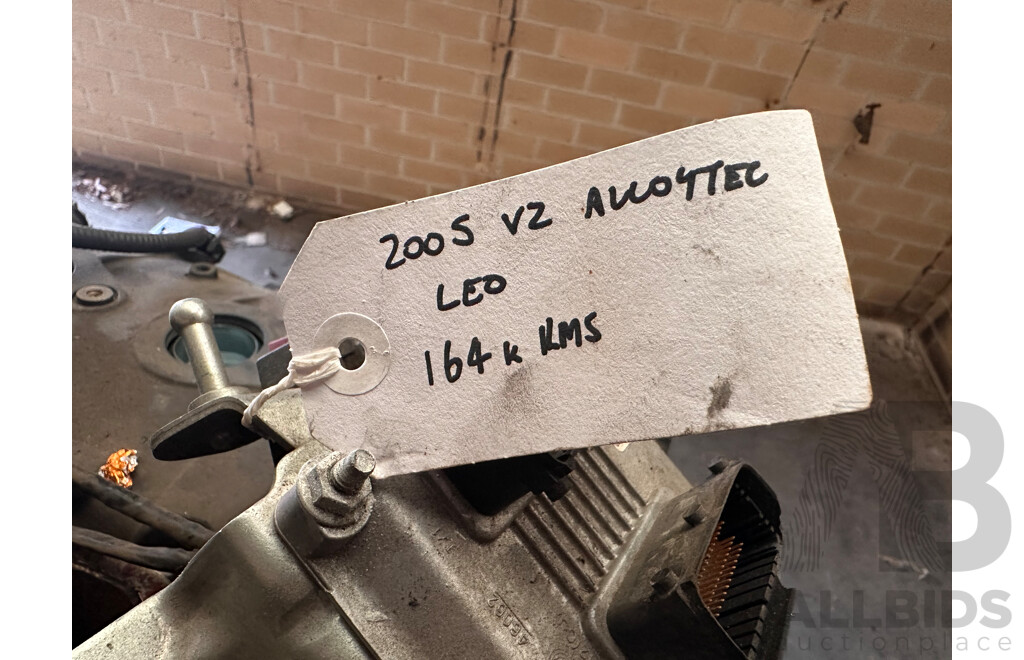 2005 VZ ALLOYTEC
LEO
164K KMS
ALLBIDS
auctionplace